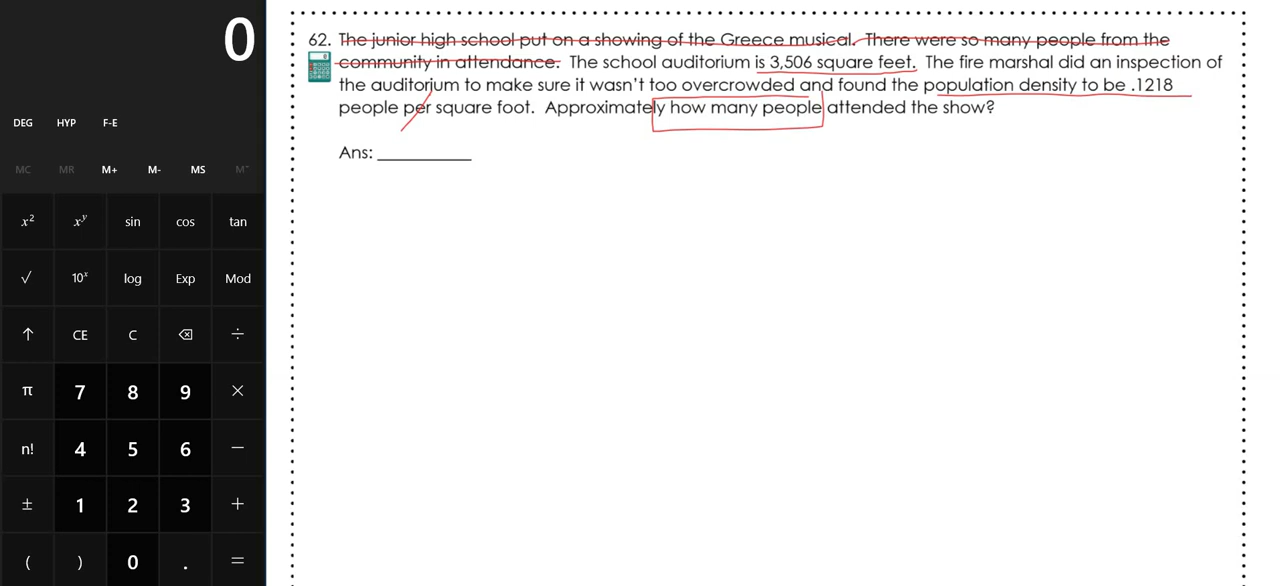 0
DEG HYP F-E
MC MR M+ M- MS M˅
x² xʸ sin cos tan
√ 10ˣ log Exp Mod
↑ CE C ⌫ ÷
π 7 8 9 ×
n! 4 5 6 −
± 1 2 3 +
( ) 0 . =
62. The junior high school put on a showing of the Greece musical. There were so many people from the
community in attendance. The school auditorium is 3,506 square feet. The fire marshal did an inspection of
the auditorium to make sure it wasn't too overcrowded and found the population density to be .1218
people per square foot. Approximately how many people attended the show?
Ans: __________